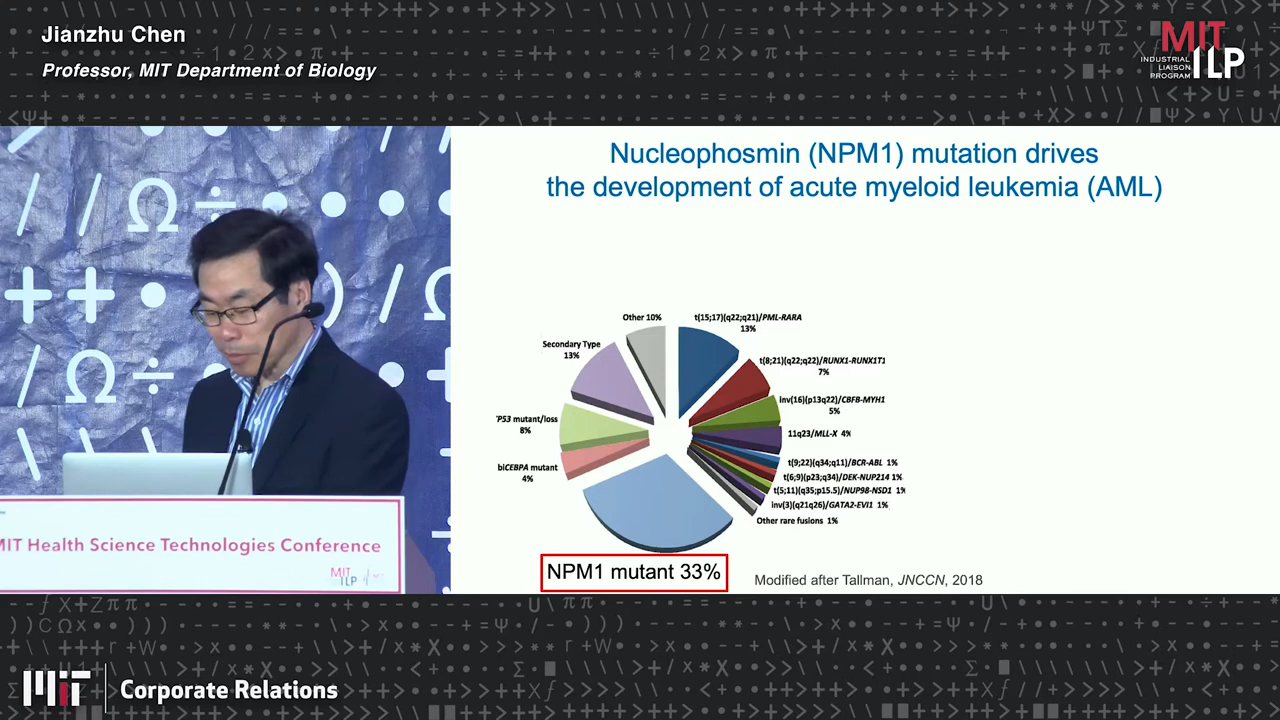 Jianzhu Chen
Professor, MIT Department of Biology
MIT
INDUSTRIAL
LIAISON
PROGRAM
ILP
Nucleophosmin (NPM1) mutation drives
the development of acute myeloid leukemia (AML)
Other 10%
t(15;17)(q22;q21)/PML-RARA
13%
Secondary Type
13%
t(8;21)(q22;q22)/RUNX1-RUNX1T1
7%
inv(16)(p13q22)/CBFB-MYH1
5%
TP53 mutant/loss
8%
11q23/MLL-X 4%
biCEBPA mutant
4%
t(9;22)(q34;q11)/BCR-ABL 1%
t(6;9)(p23;q34)/DEK-NUP214 1%
t(5;11)(q35;p15.5)/NUP98-NSD1 1%
inv(3)(q21q26)/GATA2-EVI1 1%
Other rare fusions 1%
NPM1 mutant 33%
Modified after Tallman, JNCCN, 2018
MIT Health Science Technologies Conference
MIT
ILP
MIT
Corporate Relations